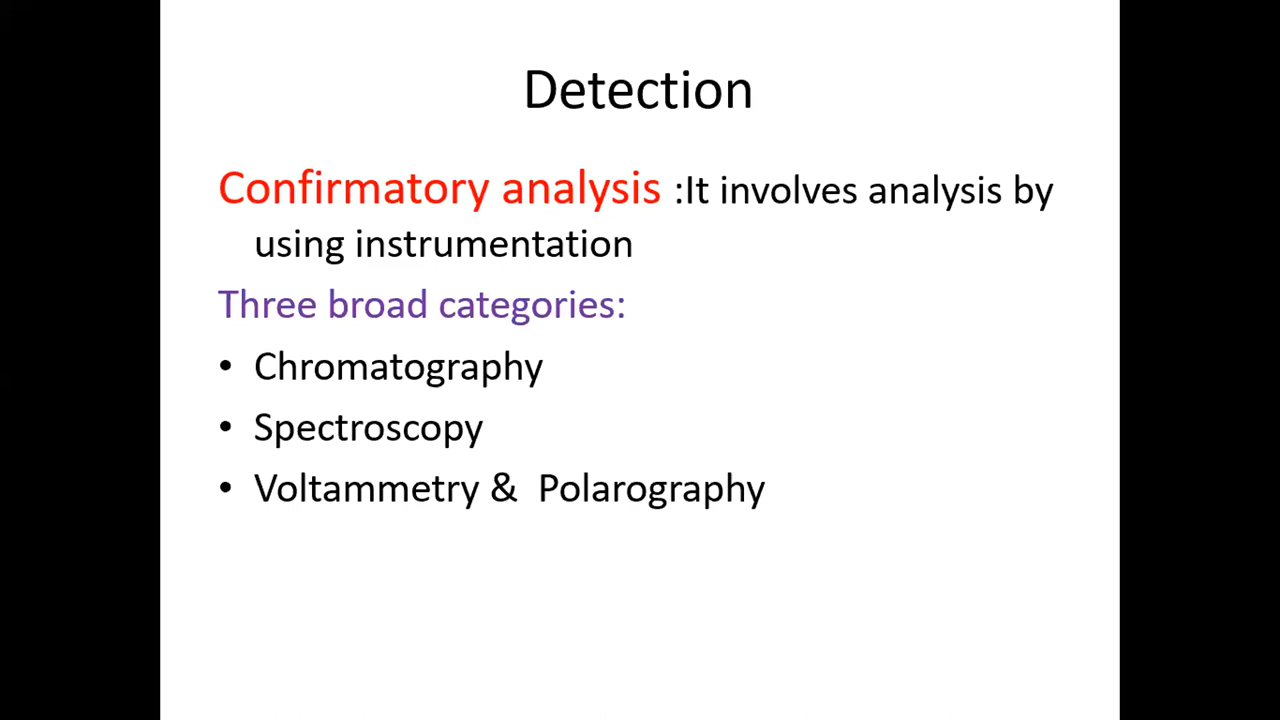 Detection
Confirmatory analysis :It involves analysis by
using instrumentation
Three broad categories:
• Chromatography
• Spectroscopy
• Voltammetry &  Polarography